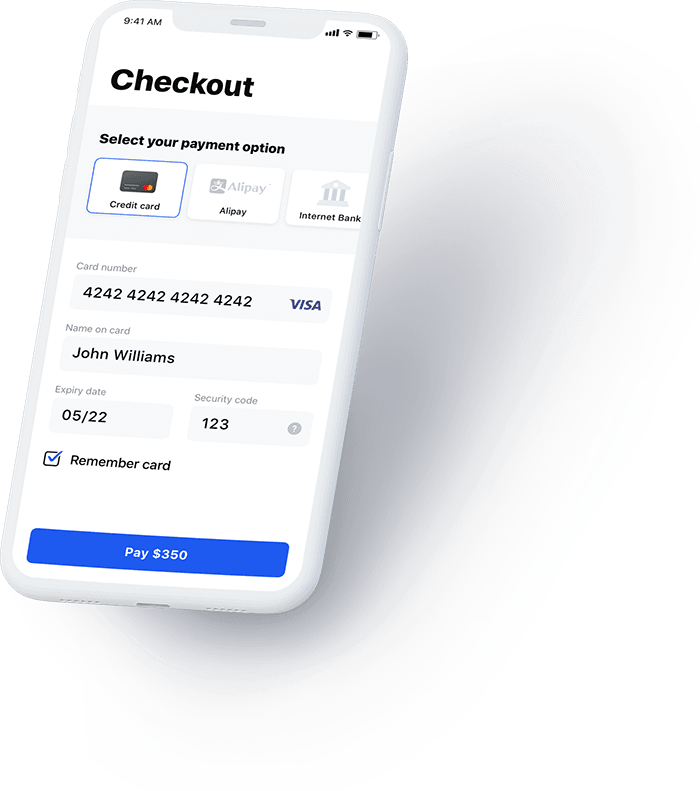 9:41 AM
Checkout
Select your payment option
Credit card
Alipay
Alipay
Internet Bank
Card number
4242 4242 4242 4242
VISA
Name on card
John Williams
Expiry date
Security code
05/22
123
?
Remember card
Pay $350